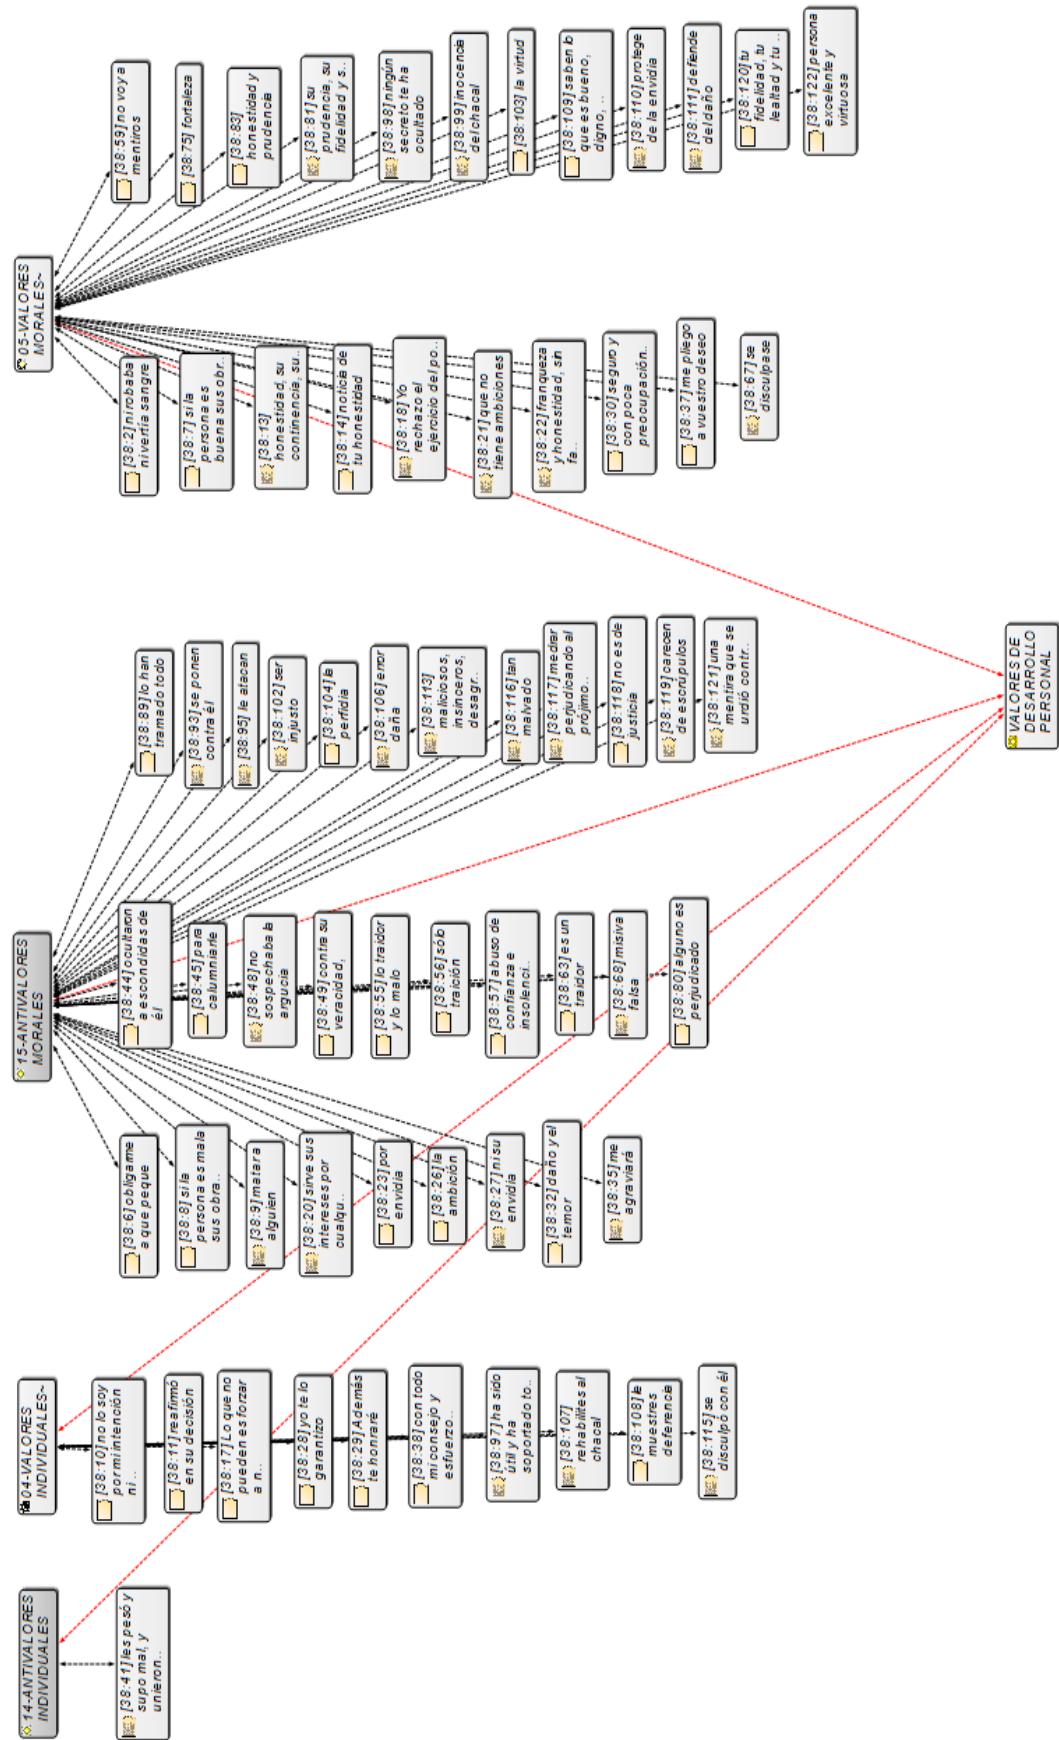 14-ANTIVALORES
INDIVIDUALES
[38:41] les pesó y
supo mal, y
unieron..
04-VALORES
INDIVIDUALES~
[38:10] no lo soy
por mi intención
ni..
[38:11] reafirmó
en su decisión
[38:17] Lo que no
pueden es forzar
a n..
[38:28] yo te lo
garantizo
[38:29] Además
te honraré
[38:38] con todo
mi consejo y
esfuerzo..
[38:97] ha sido
útil y ha
soportado to..
[38:107]
rehabilites al
chacal
[38:108] le
muestres
deferencia
[38:115] se
disculpó con él
15-ANTIVALORES
MORALES
[38:6] obligarme
a que peque
[38:8] si la
persona es mala
sus obra..
[38:9] matar a
alguien
[38:20] sirve sus
intereses por
cualqu..
[38:23] por
envidia
[38:26] la
ambición
[38:27] ni su
envidia
[38:32] daño y el
temor
[38:35] me
agraviará
[38:44] ocultaron
a escondidas de
él
[38:45] para
calumniarle
[38:48] no
sospechaba la
argucia
[38:49] contra su
veracidad,
[38:55] lo traidor
y lo malo
[38:56] sólo
traición
[38:57] abuso de
confianza e
insolenci..
[38:63] es un
traidor
[38:68] misiva
falsa
[38:80] alguno es
perjudicado
[38:89] lo han
tramado todo
[38:93] se ponen
contra él
[38:95] le atacan
[38:102] ser
injusto
[38:104] la
perfidia
[38:106] error
daña
[38:113]
maliciosos,
insinceros,
desagr..
[38:116] tan
malvado
[38:117] medrar
perjudicando al
prójimo..
[38:118] no es de
justicia
[38:119] carecen
de escrúpulos
[38:121] una
mentira que se
urdió contr..
05-VALORES
MORALES~
[38:2] ni robaba
ni vertía sangre
[38:7] si la
persona es
buena sus obr..
[38:13]
honestidad, su
continencia, su..
[38:14] noticia de
tu honestidad
[38:18] Yo
rechazo el
ejercicio del po..
[38:21] que no
tiene ambiciones
[38:22] franqueza
y honestidad, sin
fa..
[38:30] seguro y
con poca
preocupación..
[38:37] me pliego
a vuestro deseo
[38:67] se
disculpase
[38:59] no voy a
mentiros
[38:75] fortaleza
[38:83]
honestidad y
prudencia
[38:87] su
prudencia, su
fidelidad y s..
[38:98] ningún
secreto te ha
ocultado
[38:99] inocencia
del chacal
[38:103] la virtud
[38:109] saben lo
que es bueno,
digno, ..
[38:110] protege
de la envidia
[38:111] defiende
del daño
[38:120] tu
fidelidad, tu
lealtad y tu ..
[38:122] persona
excelente y
virtuosa
VALORES DE
DESARROLLO
PERSONAL